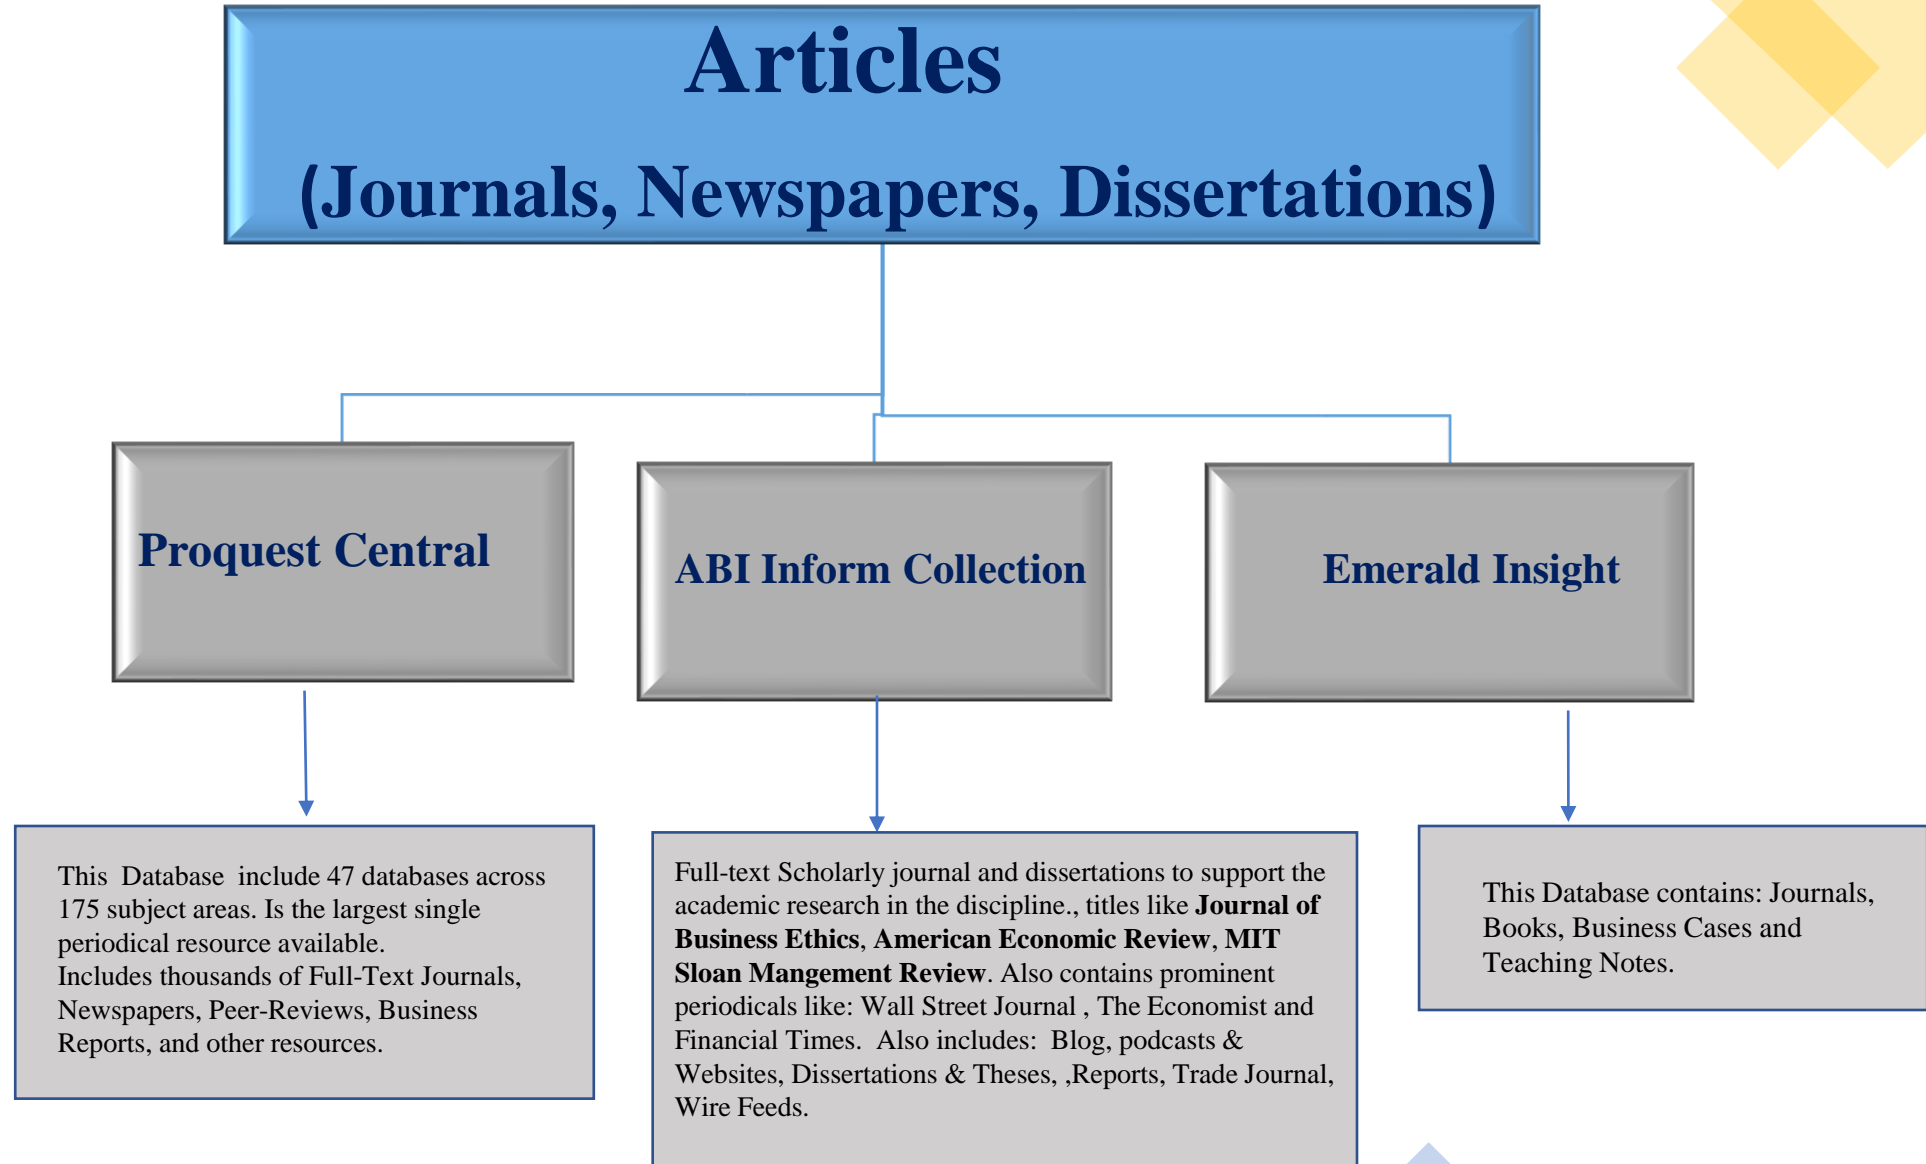 Articles
(Journals, Newspapers, Dissertations)
Proquest Central
ABI Inform Collection
Emerald Insight
This  Database  include 47 databases across
175 subject areas. Is the largest single
periodical resource available.
Includes thousands of Full-Text Journals,
Newspapers, Peer-Reviews, Business
Reports, and other resources.
Full-text Scholarly journal and dissertations to support the
academic research in the discipline., titles like Journal of
Business Ethics, American Economic Review, MIT
Sloan Mangement Review. Also contains prominent
periodicals like: Wall Street Journal , The Economist and
Financial Times.  Also includes:  Blog, podcasts &
Websites, Dissertations & Theses, ,Reports, Trade Journal,
Wire Feeds.
This Database contains: Journals,
Books, Business Cases and
Teaching Notes.